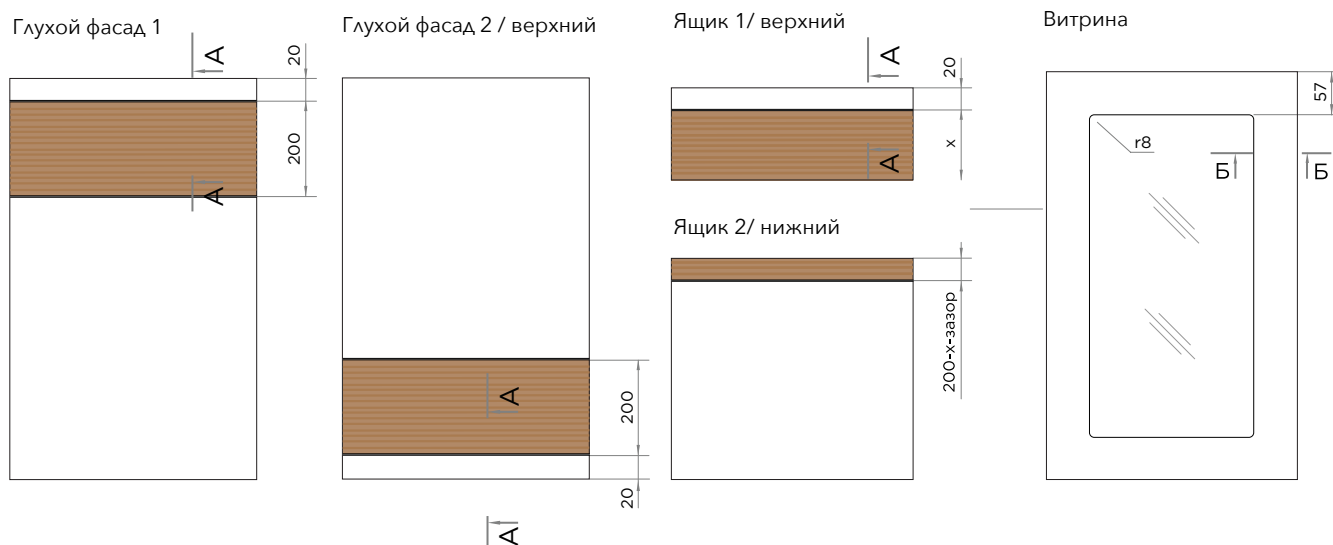 Глухой фасад 1
20
200
А
А
Глухой фасад 2 / верхний
А
200
20
А
Ящик 1/ верхний
А
20
А
x
Ящик 2/ нижний
200-x-зазор
Витрина
57
r8
Б
Б